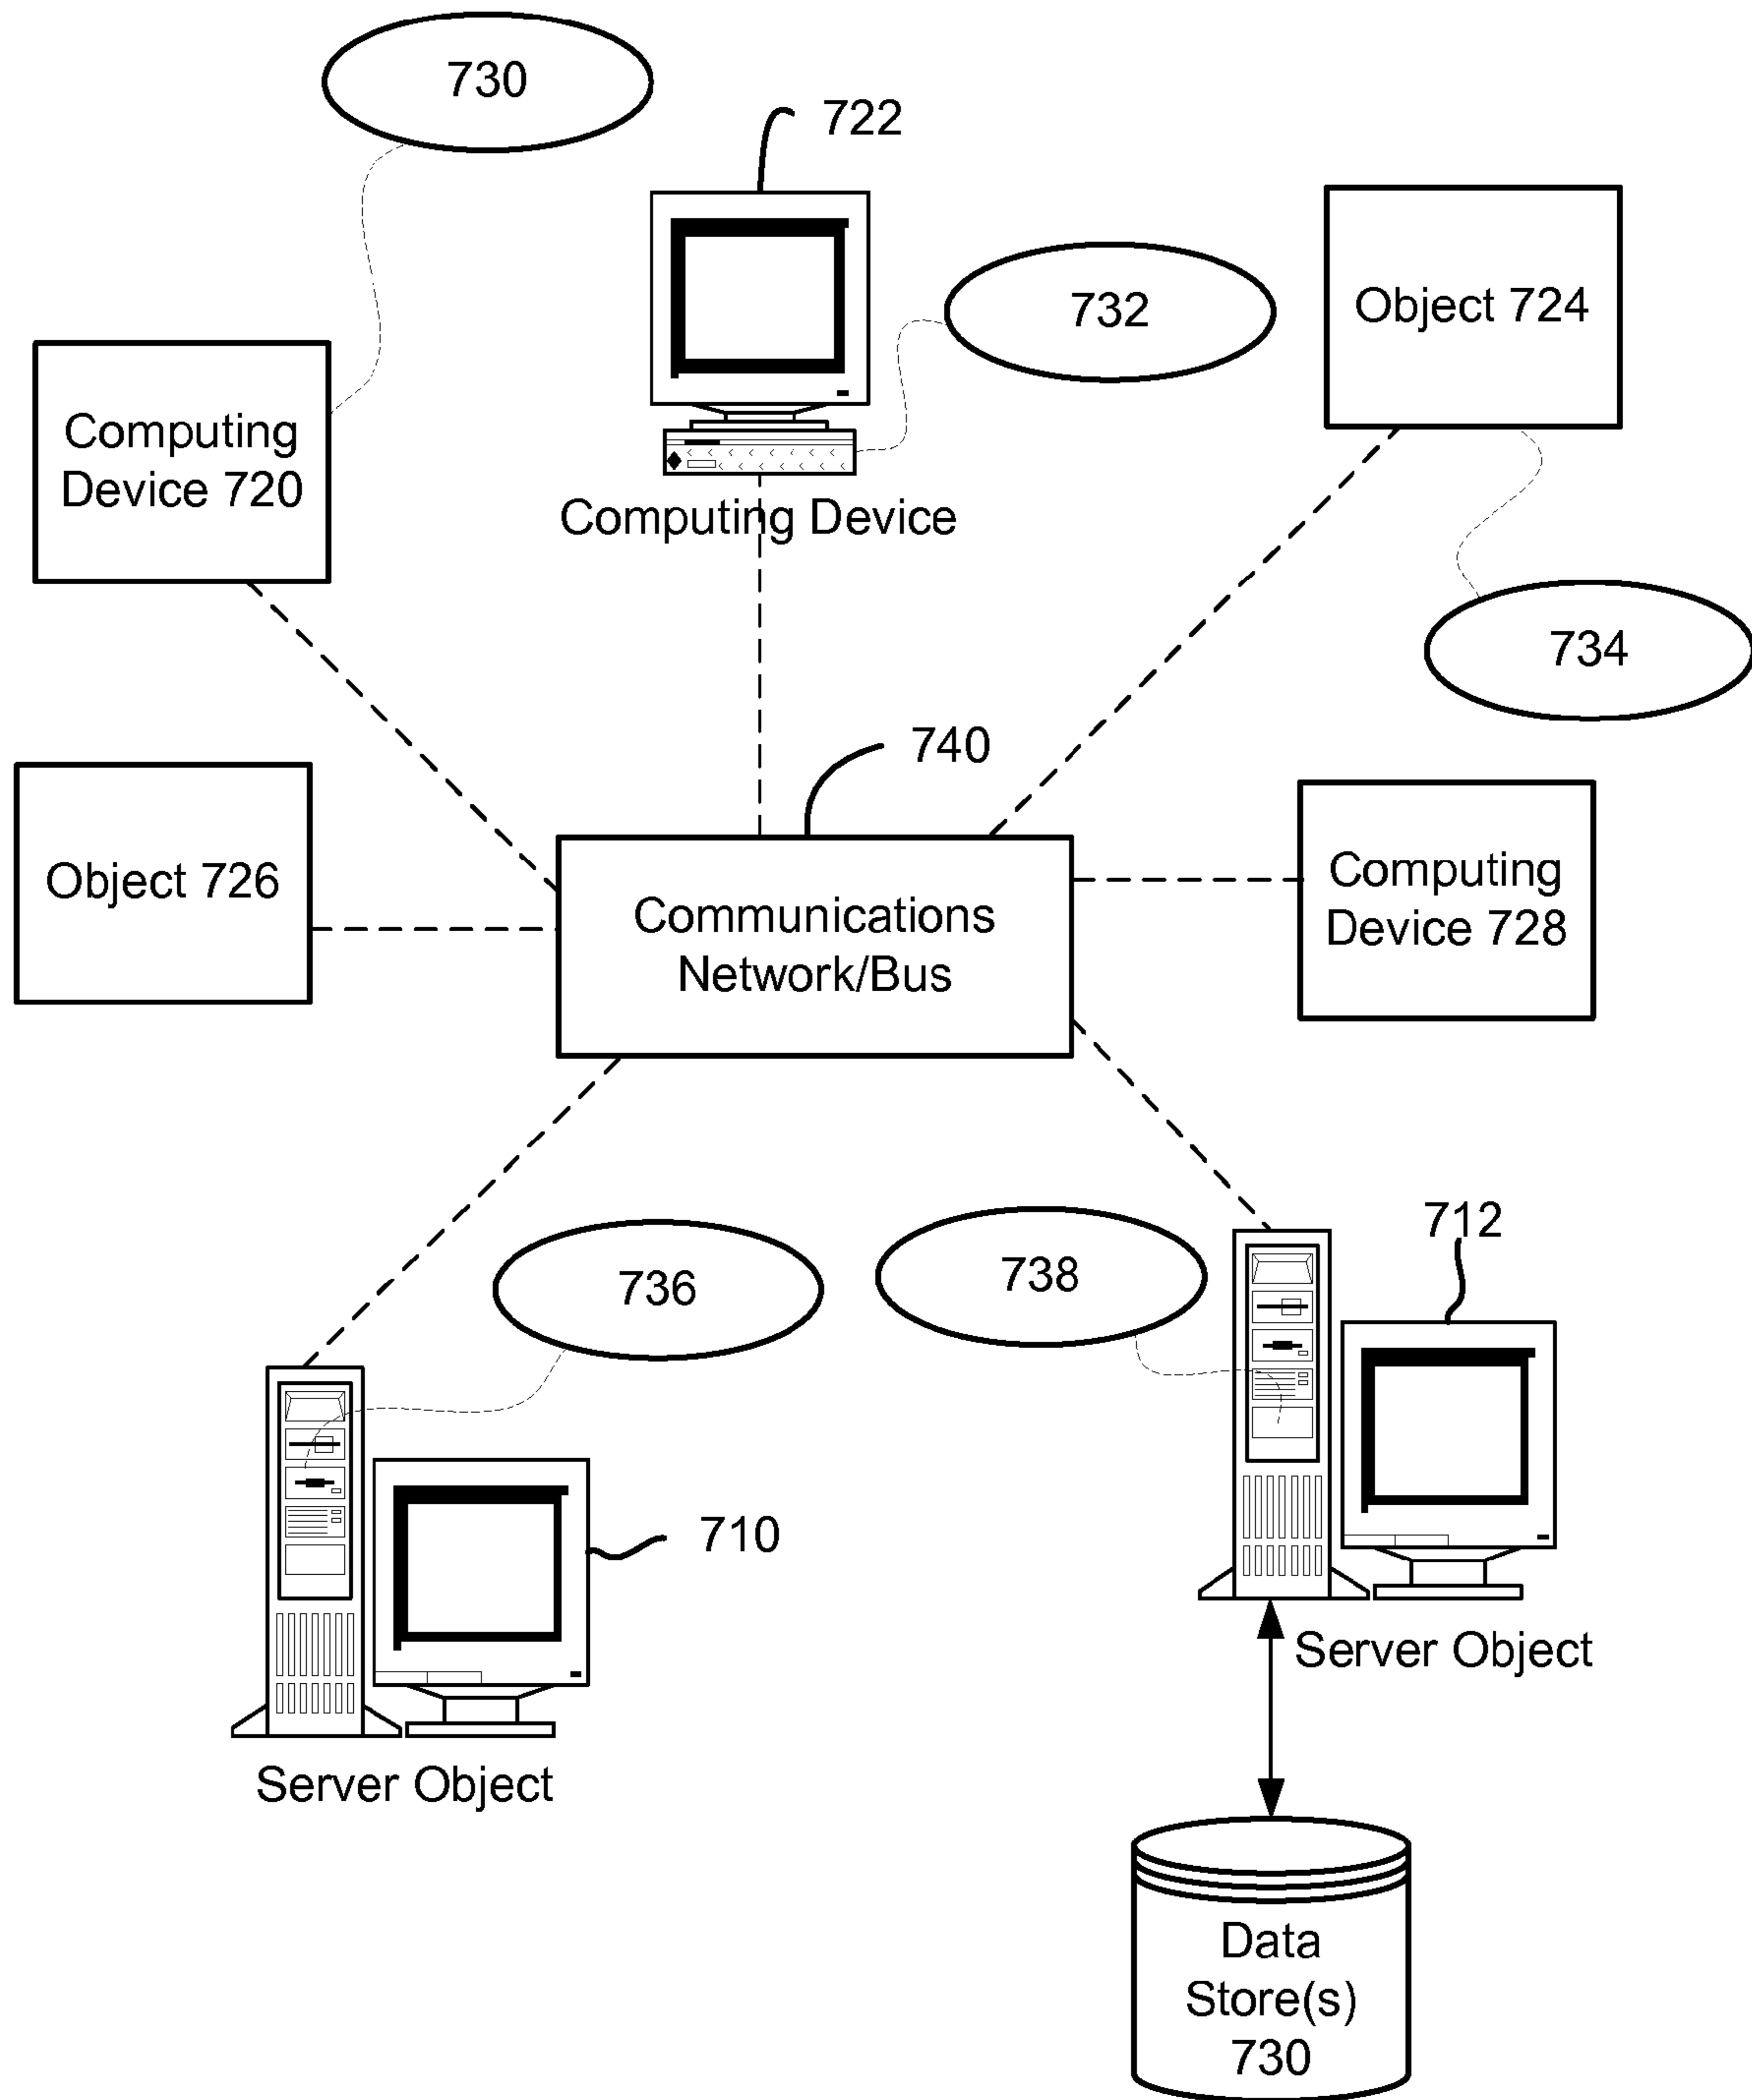 730
722
732
Object 724
Computing
Device 720
Computing Device
734
740
Object 726
Communications
Network/Bus
Computing
Device 728
736
738
712
710
Server Object
Server Object
Data
Store(s)
730